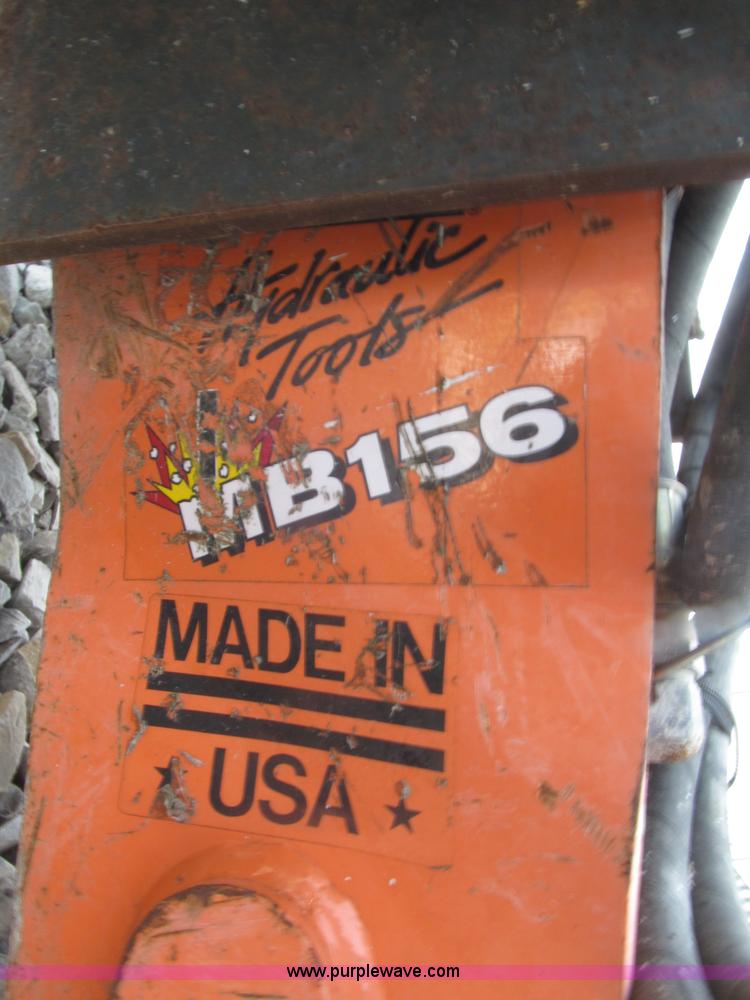 Hydraulic
Tools
MB156
MADE IN
USA
www.purplewave.com